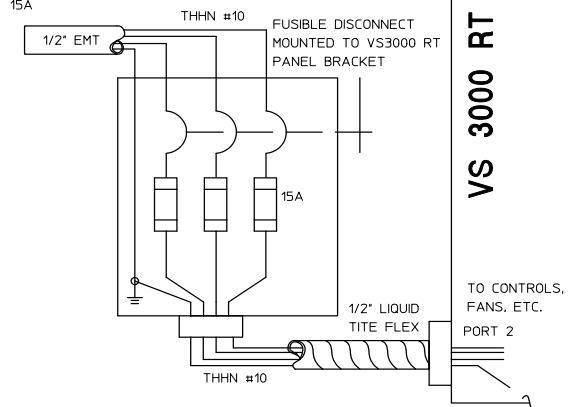 15A
THHN #10
1/2" EMT
FUSIBLE DISCONNECT
MOUNTED TO VS3000 RT
PANEL BRACKET
VS 3000 RT
15A
TO CONTROLS,
FANS, ETC.
1/2" LIQUID
TITE FLEX
PORT 2
THHN #10